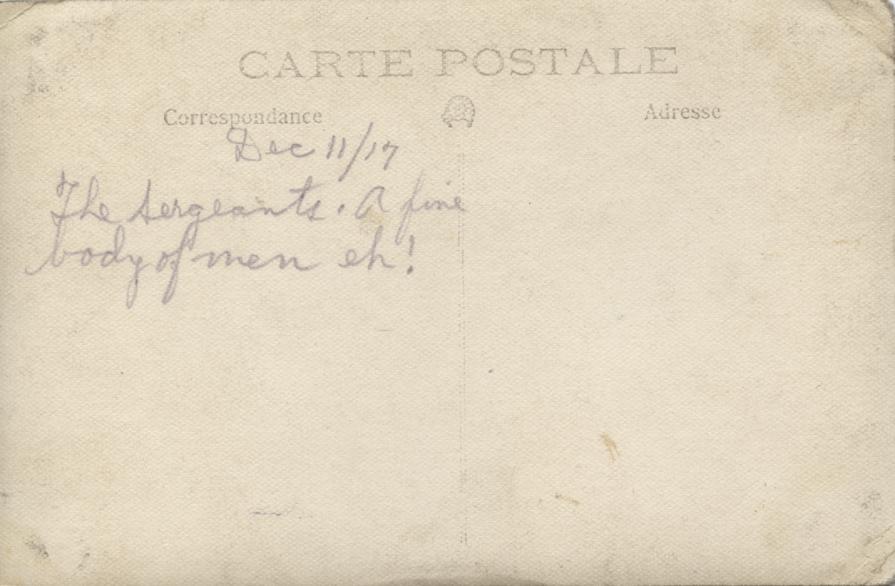 CARTE POSTALE
Correspondance Adresse
Dec 11/17
The sergeants. A fine
body of men eh!